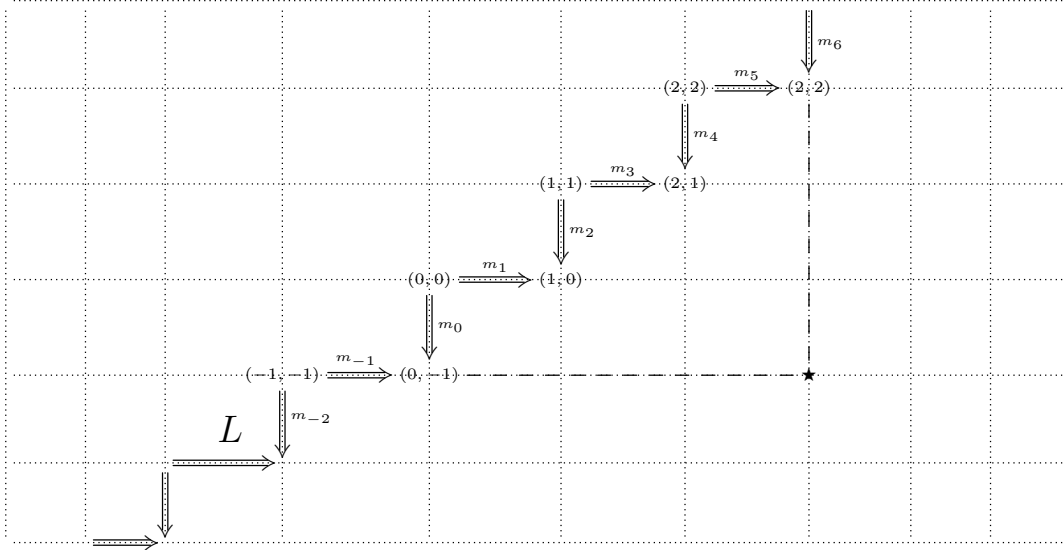 m_6
(2, 2) m_5 (2, 2)
m_4
(1, 1) m_3 (2, 1)
m_2
(0, 0) m_1 (1, 0)
m_0
(−1, −1) m_{−1} (0, −1)
m_{−2}
L